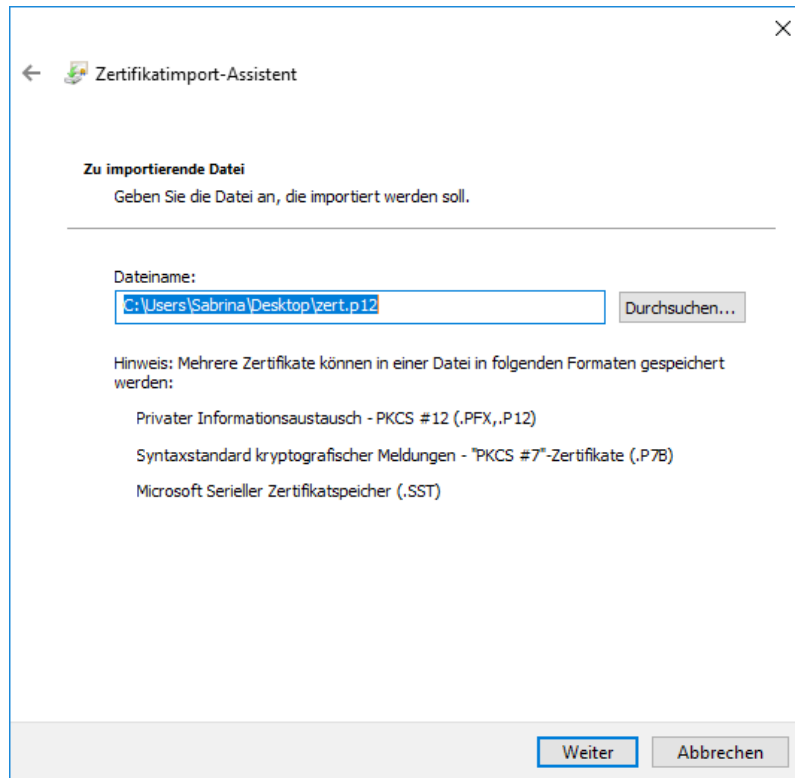 Zertifikatimport-Assistent
Zu importierende Datei
Geben Sie die Datei an, die importiert werden soll.
Dateiname:
C:\Users\Sabrina\Desktop\zert.p12
Durchsuchen...
Hinweis: Mehrere Zertifikate können in einer Datei in folgenden Formaten gespeichert
werden:
Privater Informationsaustausch - PKCS #12 (.PFX,.P12)
Syntaxstandard kryptografischer Meldungen - "PKCS #7"-Zertifikate (.P7B)
Microsoft Serieller Zertifikatspeicher (.SST)
Weiter
Abbrechen